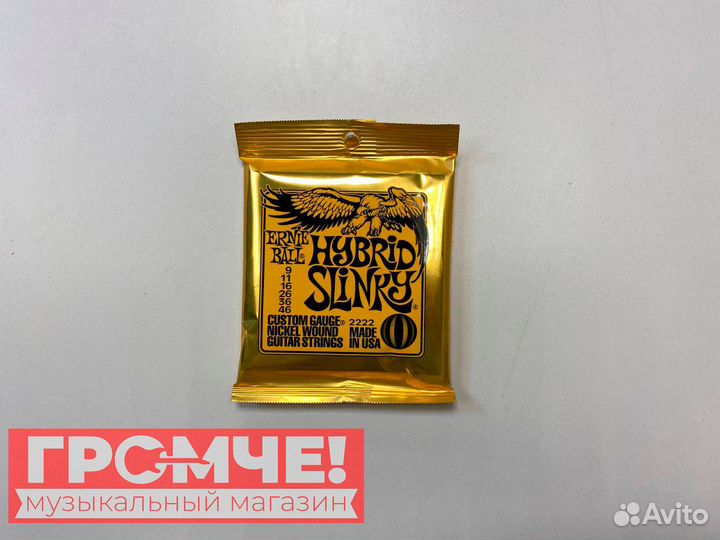 ERNIE BALL®
HYBRID SLINKY®
9
11
16
26
36
46
CUSTOM GAUGE® 2222
NICKEL WOUND MADE
GUITAR STRINGS IN USA
ГРОМЧЕ!
музыкальный магазин
Avito